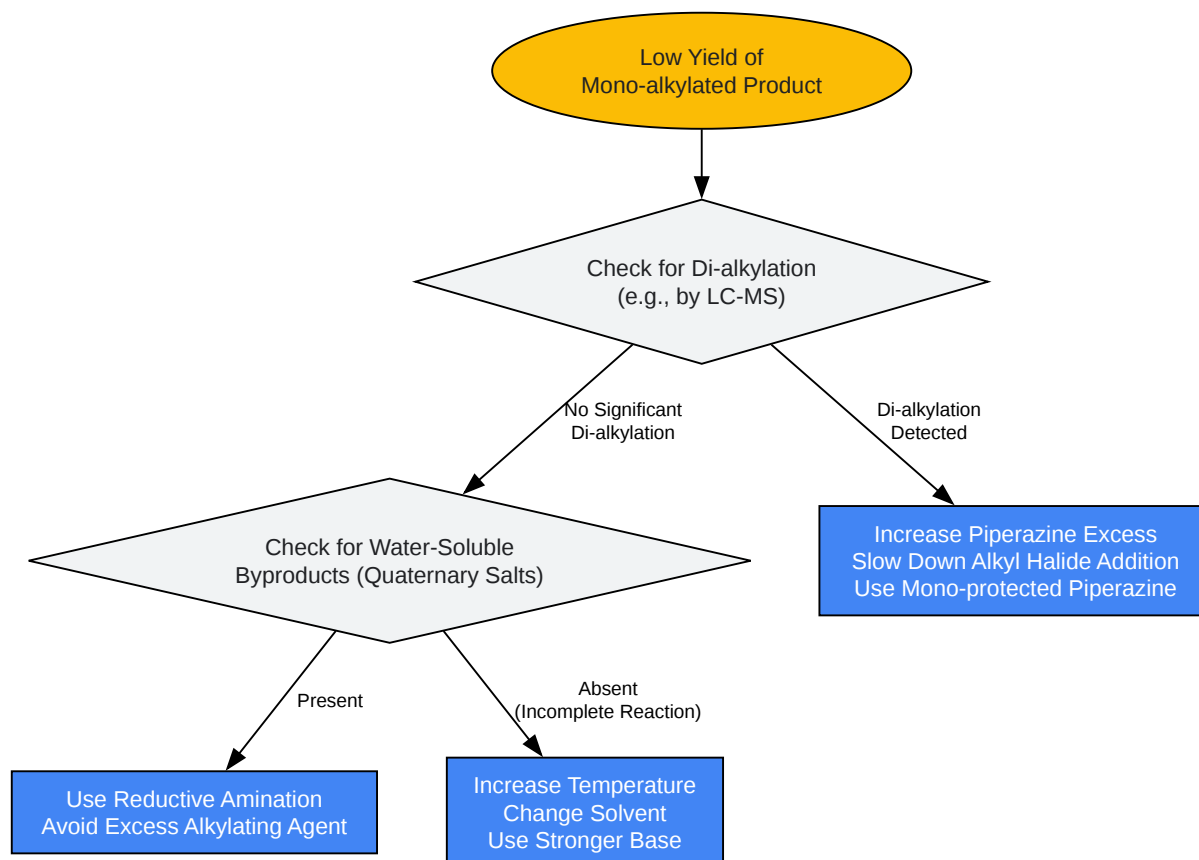 Low Yield of
Mono-alkylated Product
Check for Di-alkylation
(e.g., by LC-MS)
No Significant
Di-alkylation
Di-alkylation
Detected
Check for Water-Soluble
Byproducts (Quaternary Salts)
Increase Piperazine Excess
Slow Down Alkyl Halide Addition
Use Mono-protected Piperazine
Present
Absent
(Incomplete Reaction)
Use Reductive Amination
Avoid Excess Alkylating Agent
Increase Temperature
Change Solvent
Use Stronger Base